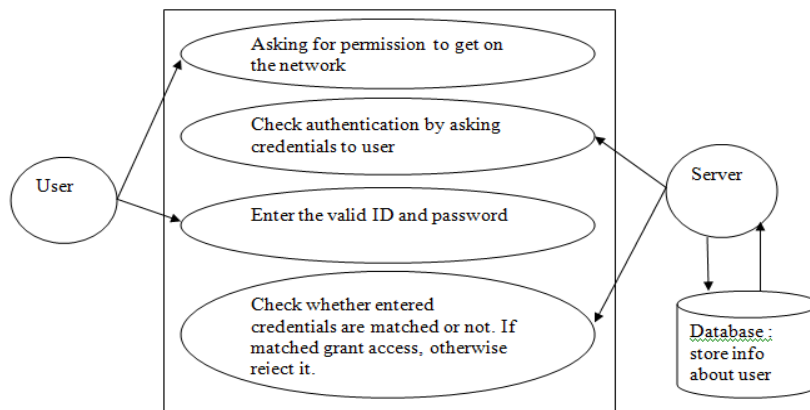 Asking for permission to get on
the network
Check authentication by asking
credentials to user
User
Server
Enter the valid ID and password
Check whether entered
credentials are matched or not. If
matched grant access, otherwise
reject it.
Database :
store info
about user